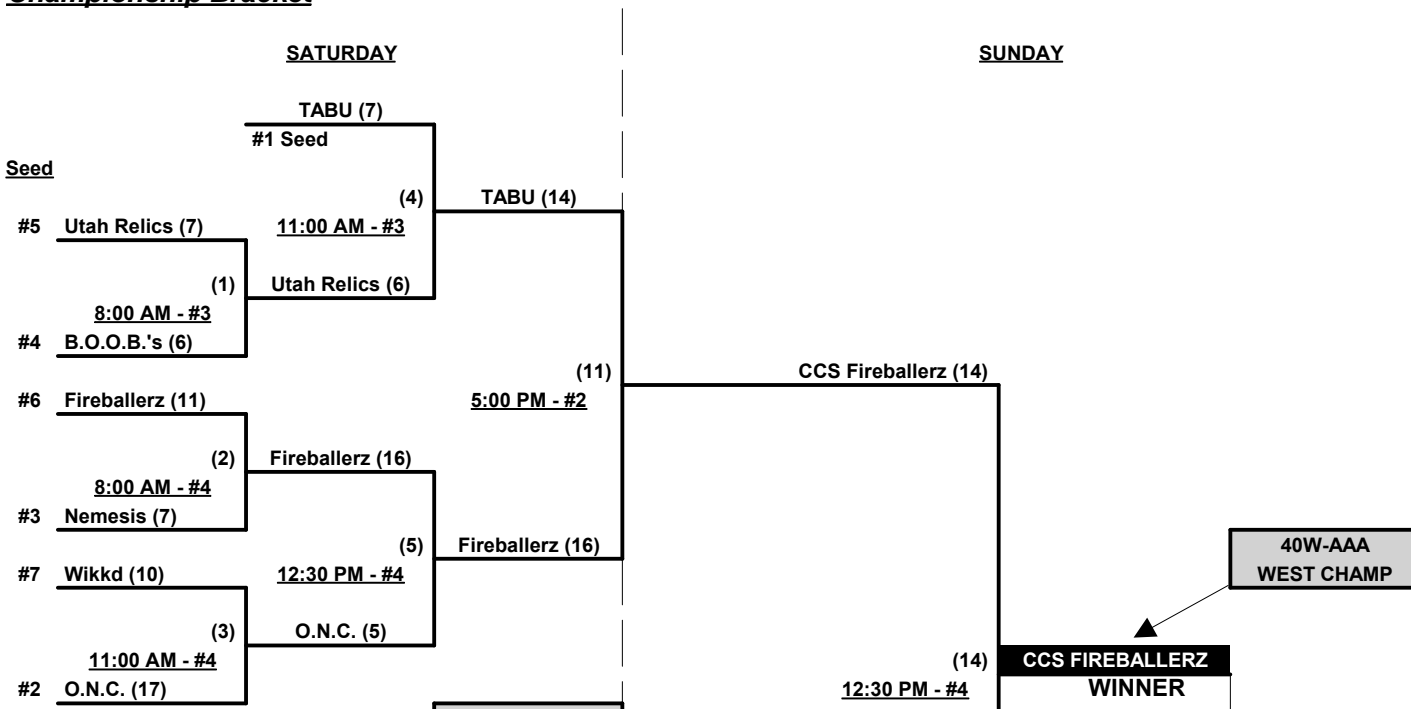 Championship Bracket
SATURDAY
SUNDAY
TABU (7)
#1 Seed
Seed
(4)
TABU (14)
#5 Utah Relics (7)
11:00 AM - #3
(1)
Utah Relics (6)
8:00 AM - #3
#4 B.O.O.B.'s (6)
(11)
CCS Fireballerz (14)
#6 Fireballerz (11)
5:00 PM - #2
(2)
Fireballerz (16)
8:00 AM - #4
#3 Nemesis (7)
(5)
Fireballerz (16)
40W-AAA
WEST CHAMP
#7 Wikkd (10)
12:30 PM - #4
(3)
O.N.C. (5)
11:00 AM - #4
(14)
CCS FIREBALLERZ
#2 O.N.C. (17)
12:30 PM - #4
WINNER